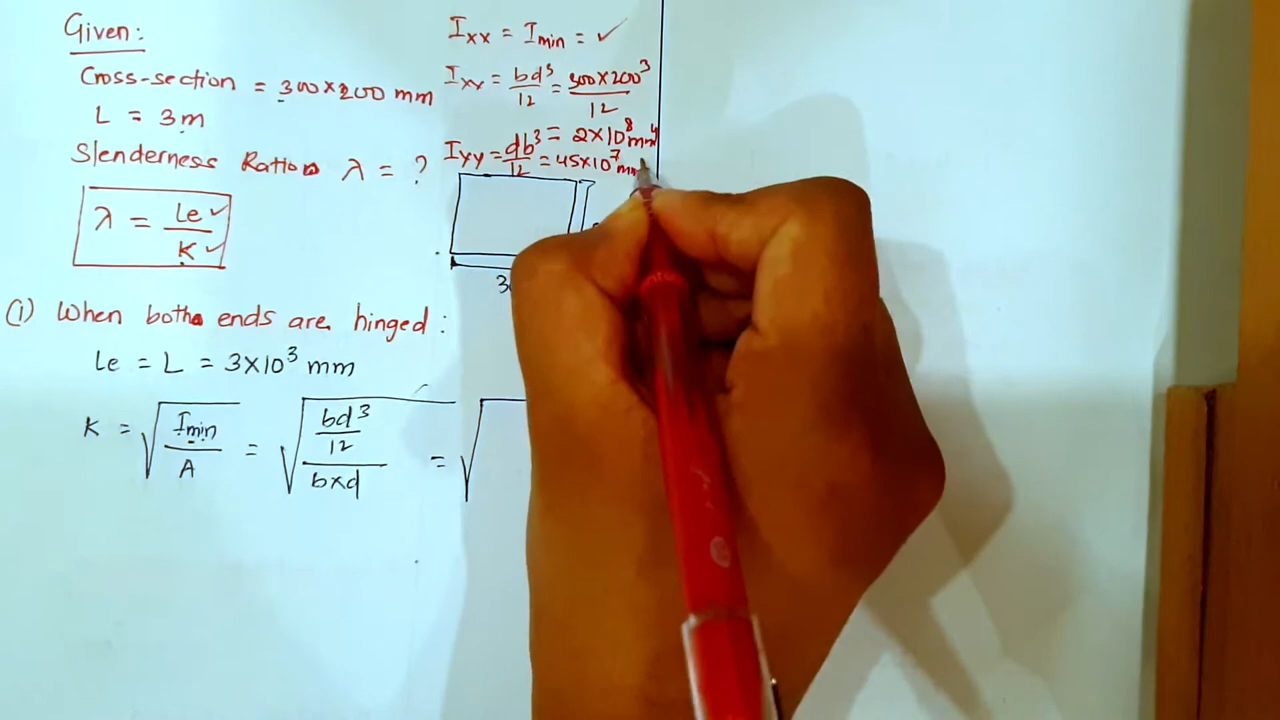 Given:
Cross-section = 300×200 mm
L = 3m
Slenderness Ratio λ = ?
λ = Le/K
Ixx = Imin = ✓
Ixx = bd³/12 = 300×200³/12
= 2×10⁸ mm⁴
Iyy = db³/12 = 45×10⁷ mm
(i) When both ends are hinged:
Le = L = 3×10³ mm
K = √(Imin/A) = √((bd³/12)/(b×d)) = √